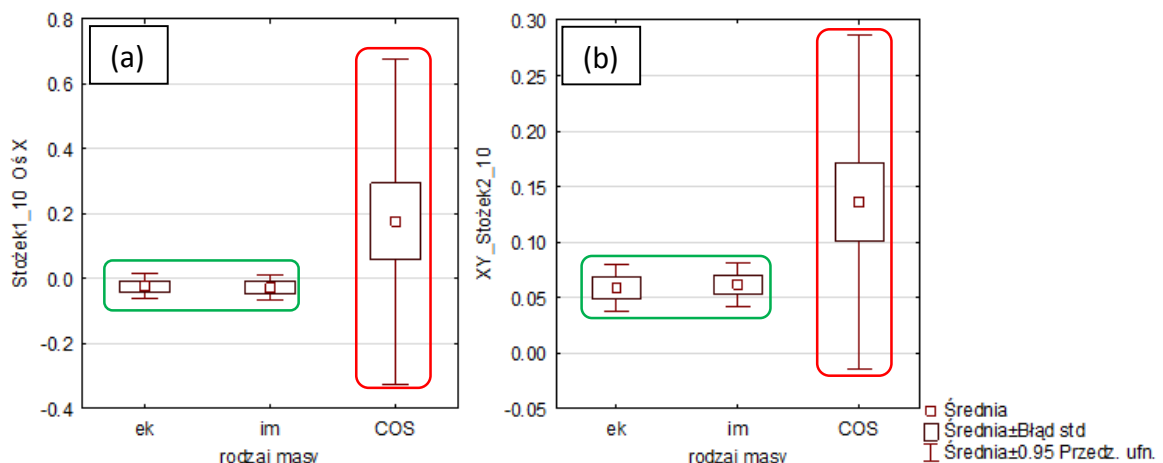 (a)
0.8
0.6
0.4
0.2
0.0
-0.2
-0.4
Stożek1_10 Oś X
ek im COS
rodzaj masy
(b)
0.30
0.25
0.20
0.15
0.10
0.05
0.00
-0.05
XY_Stożek2_10
ek im COS
rodzaj masy
Średnia
Średnia±Błąd std
Średnia±0.95 Przedz. ufn.